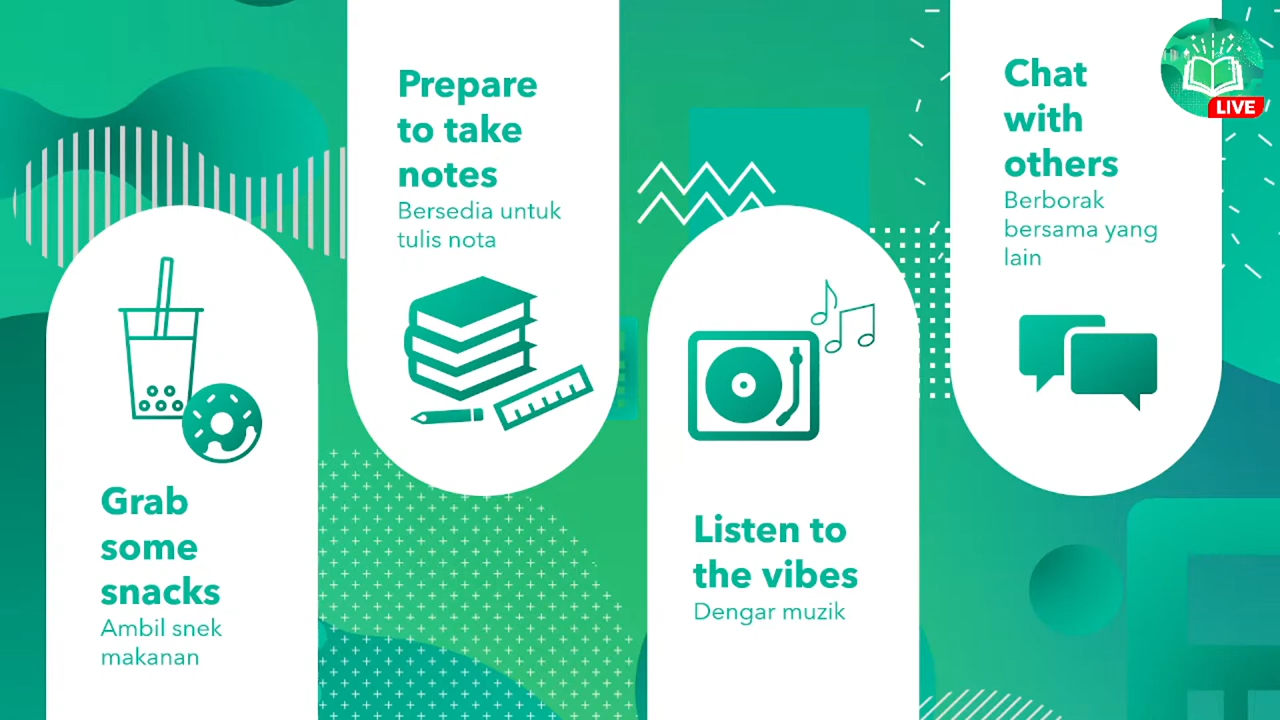 Grab
some
snacks
Ambil snek
makanan
Prepare
to take
notes
Bersedia untuk
tulis nota
Listen to
the vibes
Dengar muzik
Chat
with
others
Berborak
bersama yang
lain
LIVE